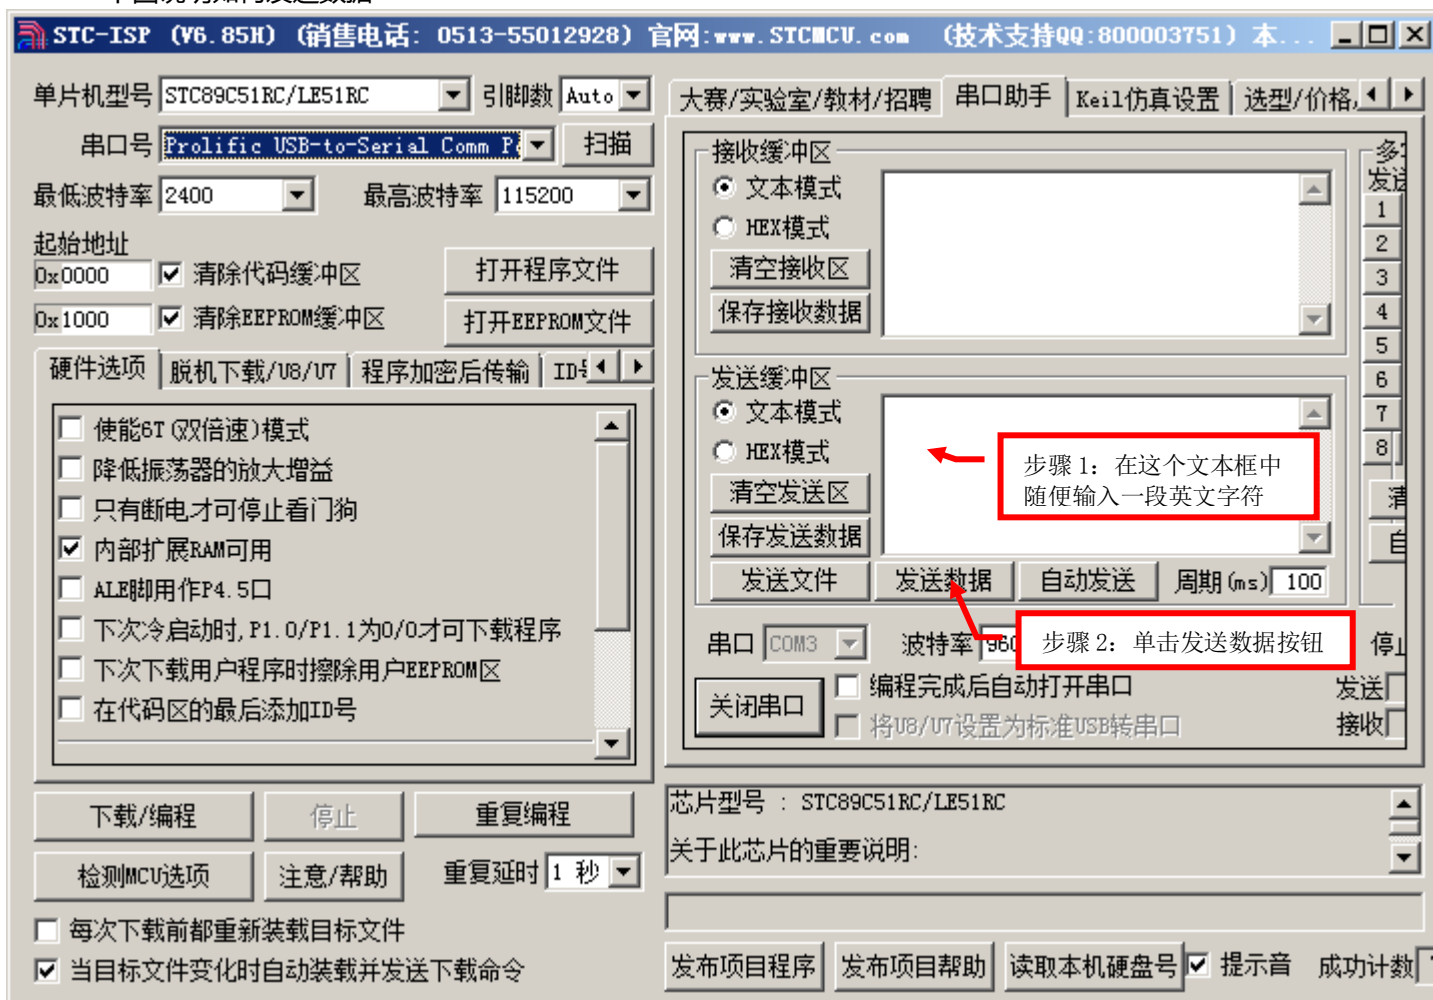 STC-ISP (V6.85H) (销售电话: 0513-55012928) 官网:www.STCMCU.com (技术支持QQ:800003751) 本...
单片机型号 STC89C51RC/LE51RC 引脚数 Auto
串口号 Prolific USB-to-Serial Comm 扫描
最低波特率 2400 最高波特率 115200
起始地址
0x0000 清除代码缓冲区 打开程序文件
0x1000 清除EEPROM缓冲区 打开EEPROM文件
硬件选项 脱机下载/U8/U7 程序加密后传输
使能6T(双倍速)模式
降低振荡器的放大增益
只有断电才可停止看门狗
内部扩展RAM可用
ALE脚用作P4.5口
下次冷启动时,P1.0/P1.1为0/0才可下载程序
下次下载用户程序时擦除用户EEPROM区
在代码区的最后添加ID号
下载/编程 停止 重复编程
检测MCU选项 注意/帮助 重复延时 1 秒
每次下载前都重新装载目标文件
当目标文件变化时自动装载并发送下载命令
大赛/实验室/教材/招聘 串口助手 Keil仿真设置 选型/价格
接收缓冲区
文本模式
HEX模式
清空接收区
保存接收数据
发送
1
2
3
4
5
6
7
8
发送缓冲区
文本模式
HEX模式
清空发送区
保存发送数据
步骤 1: 在这个文本框中
随便输入一段英文字符
发送文件 发送数据 自动发送 周期(ms) 100
串口 COM3 波特率 960
步骤 2: 单击发送数据按钮
关闭串口 编程完成后自动打开串口 发送
将U8/U7设置为标准USB转串口 接收
芯片型号 : STC89C51RC/LE51RC
关于此芯片的重要说明:
发布项目程序 发布项目帮助 读取本机硬盘号 提示音 成功计数